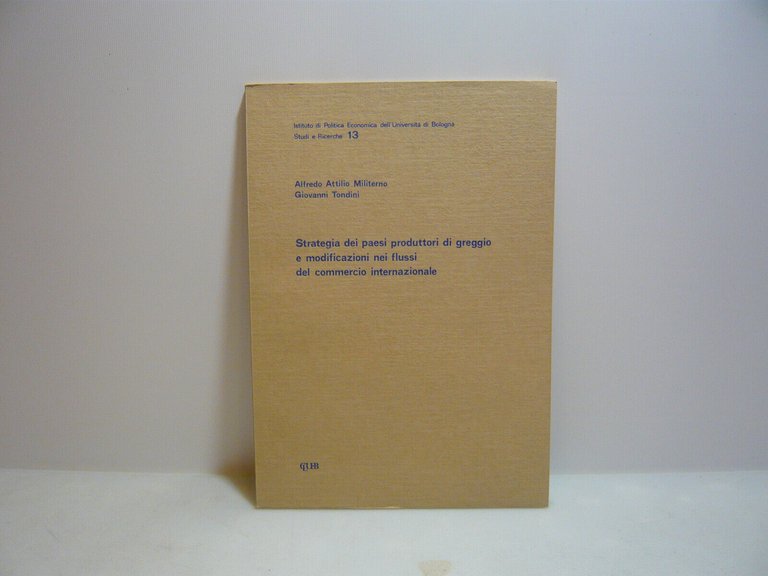 Istituto di Politica Economica dell'Università di Bologna
Studi e Ricerche 13
Alfredo Attilio Militerno
Giovanni Tondini
Strategia dei paesi produttori di greggio
e modificazioni nei flussi
del commercio internazionale